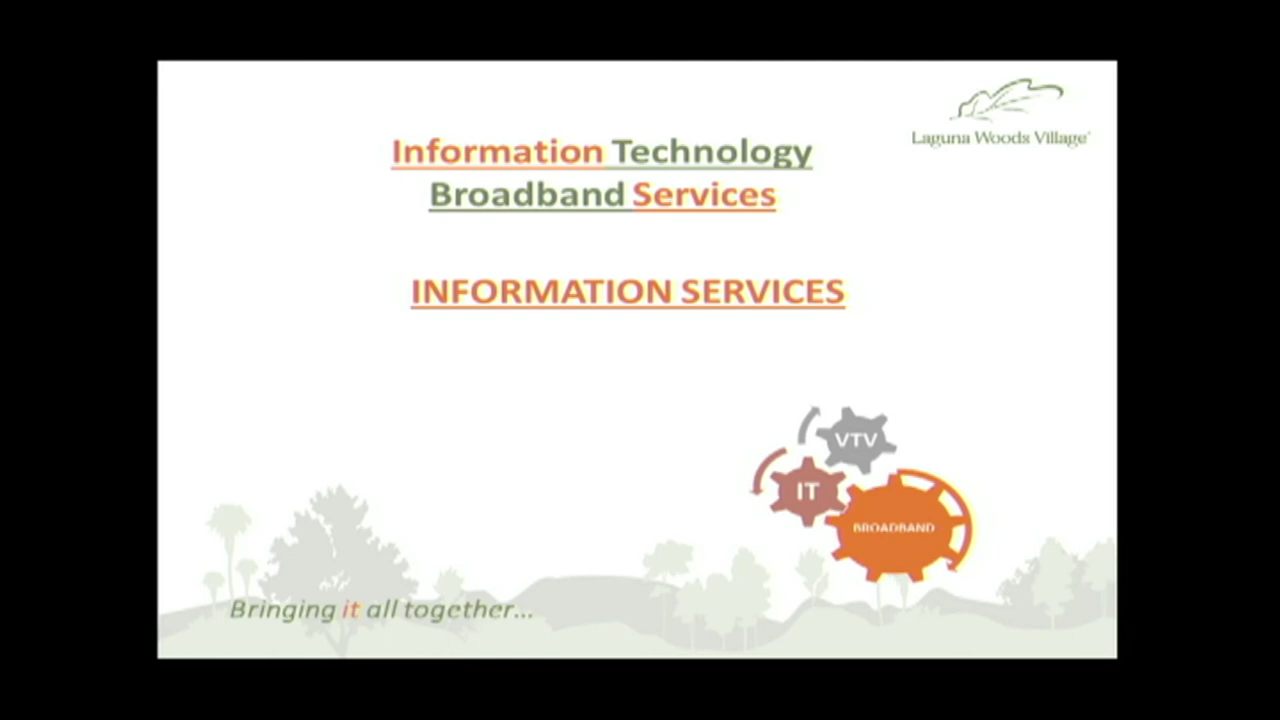 Laguna Woods Village
Information Technology
Broadband Services
INFORMATION SERVICES
VTV
IT
BROADBAND
Bringing it all together...